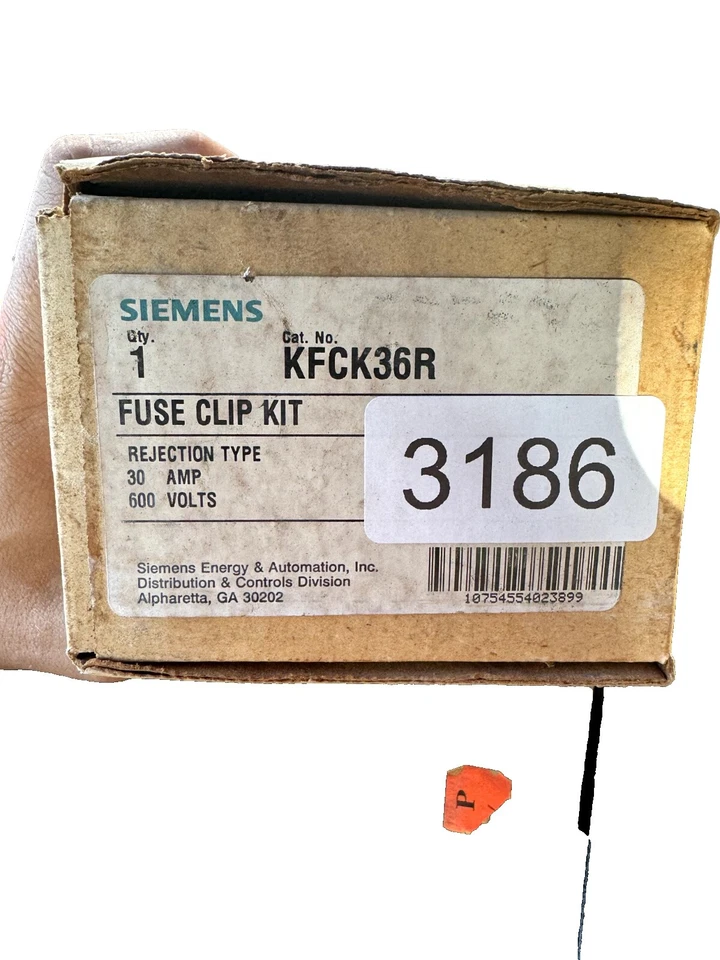 SIEMENS
Qty. Cat. No.
1 KFCK36R
FUSE CLIP KIT
REJECTION TYPE
30 AMP
600 VOLTS
3186
Siemens Energy & Automation, Inc.
Distribution & Controls Division
Alpharetta, GA 30202
10754554023899
P